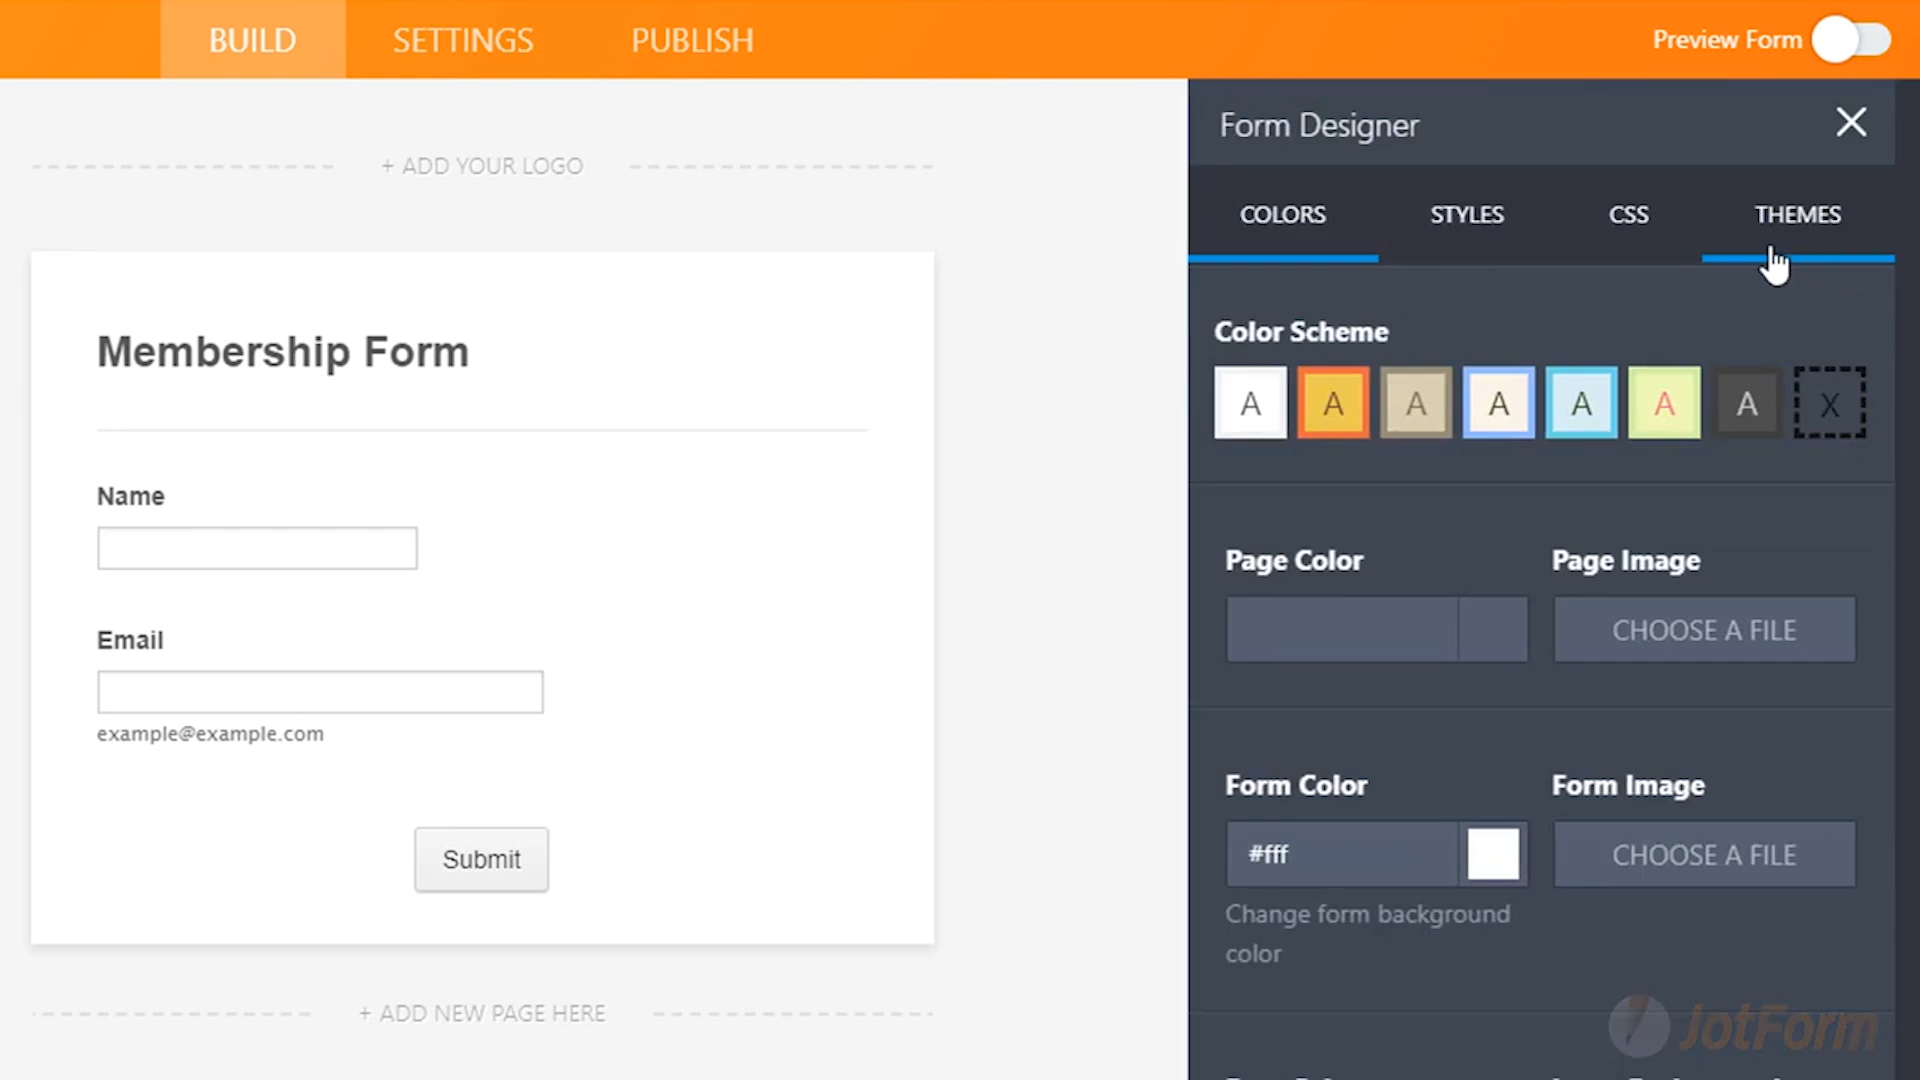 BUILD
SETTINGS
PUBLISH
Preview Form
+ ADD YOUR LOGO
Membership Form
Name
Email
example@example.com
Submit
+ ADD NEW PAGE HERE
Form Designer
COLORS
STYLES
CSS
THEMES
Color Scheme
A A A A A A A X
Page Color
Page Image
CHOOSE A FILE
Form Color
Form Image
#fff
CHOOSE A FILE
Change form background
color
JotForm